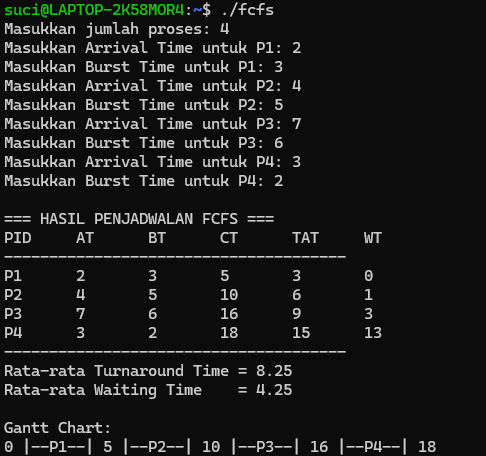 suci@LAPTOP-2K58MOR4:~$ ./fcfs
Masukkan jumlah proses: 4
Masukkan Arrival Time untuk P1: 2
Masukkan Burst Time untuk P1: 3
Masukkan Arrival Time untuk P2: 4
Masukkan Burst Time untuk P2: 5
Masukkan Arrival Time untuk P3: 7
Masukkan Burst Time untuk P3: 6
Masukkan Arrival Time untuk P4: 3
Masukkan Burst Time untuk P4: 2
=== HASIL PENJADWALAN FCFS ===
PID     AT      BT      CT      TAT     WT
--------------------------------------
P1      2       3       5       3       0
P2      4       5       10      6       1
P3      7       6       16      9       3
P4      3       2       18      15      13
--------------------------------------
Rata-rata Turnaround Time = 8.25
Rata-rata Waiting Time    = 4.25
Gantt Chart:
0 |--P1--| 5 |--P2--| 10 |--P3--| 16 |--P4--| 18